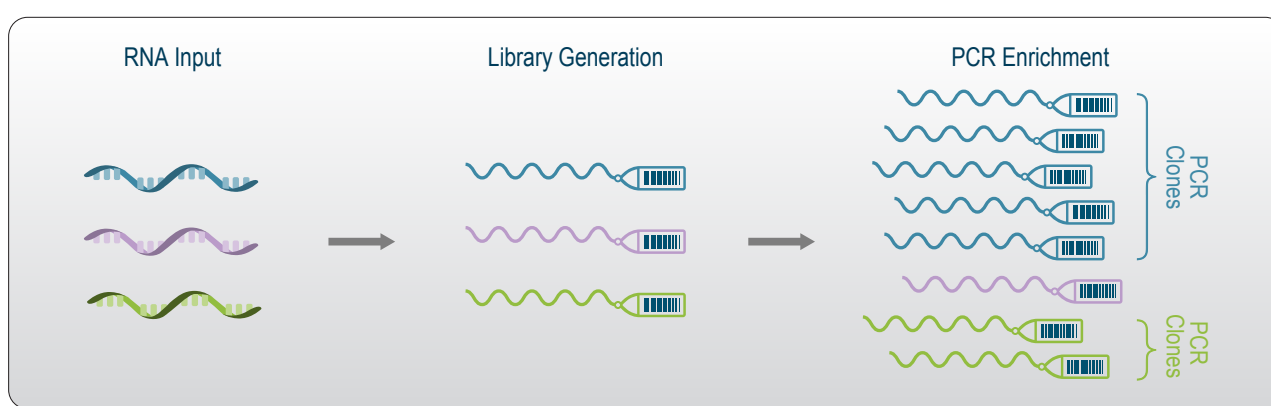 RNA Input
Library Generation
PCR Enrichment
PCR
Clones
PCR
Clones